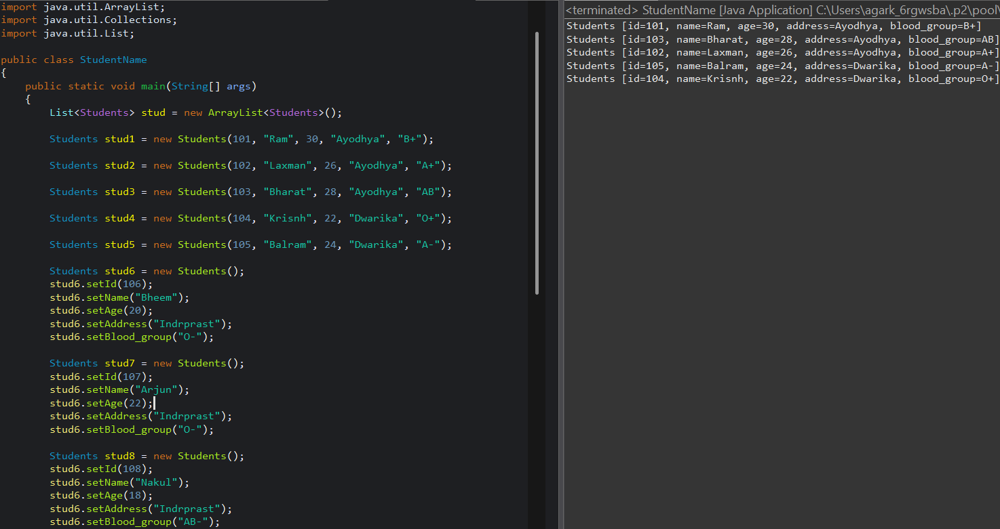 import java.util.ArrayList;
import java.util.Collections;
import java.util.List;
public class StudentName
{
public static void main(String[] args)
{
List<Students> stud = new ArrayList<Students>();
Students stud1 = new Students(101, "Ram", 30, "Ayodhya", "B+");
Students stud2 = new Students(102, "Laxman", 26, "Ayodhya", "A+");
Students stud3 = new Students(103, "Bharat", 28, "Ayodhya", "AB");
Students stud4 = new Students(104, "Krisnh", 22, "Dwarika", "O+");
Students stud5 = new Students(105, "Balram", 24, "Dwarika", "A-");
Students stud6 = new Students();
stud6.setId(106);
stud6.setName("Bheem");
stud6.setAge(20);
stud6.setAddress("Indrprast");
stud6.setBlood_group("O-");
Students stud7 = new Students();
stud6.setId(107);
stud6.setName("Arjun");
stud6.setAge(22);
stud6.setAddress("Indrprast");
stud6.setBlood_group("O-");
Students stud8 = new Students();
stud6.setId(108);
stud6.setName("Nakul");
stud6.setAge(18);
stud6.setAddress("Indrprast");
stud6.setBlood_group("AB-");
<terminated> StudentName [Java Application] C:\Users\agark_6rgwsba\.p2\pool\
Students [id=101, name=Ram, age=30, address=Ayodhya, blood_group=B+]
Students [id=103, name=Bharat, age=28, address=Ayodhya, blood_group=AB]
Students [id=102, name=Laxman, age=26, address=Ayodhya, blood_group=A+]
Students [id=105, name=Balram, age=24, address=Dwarika, blood_group=A-]
Students [id=104, name=Krisnh, age=22, address=Dwarika, blood_group=O+]